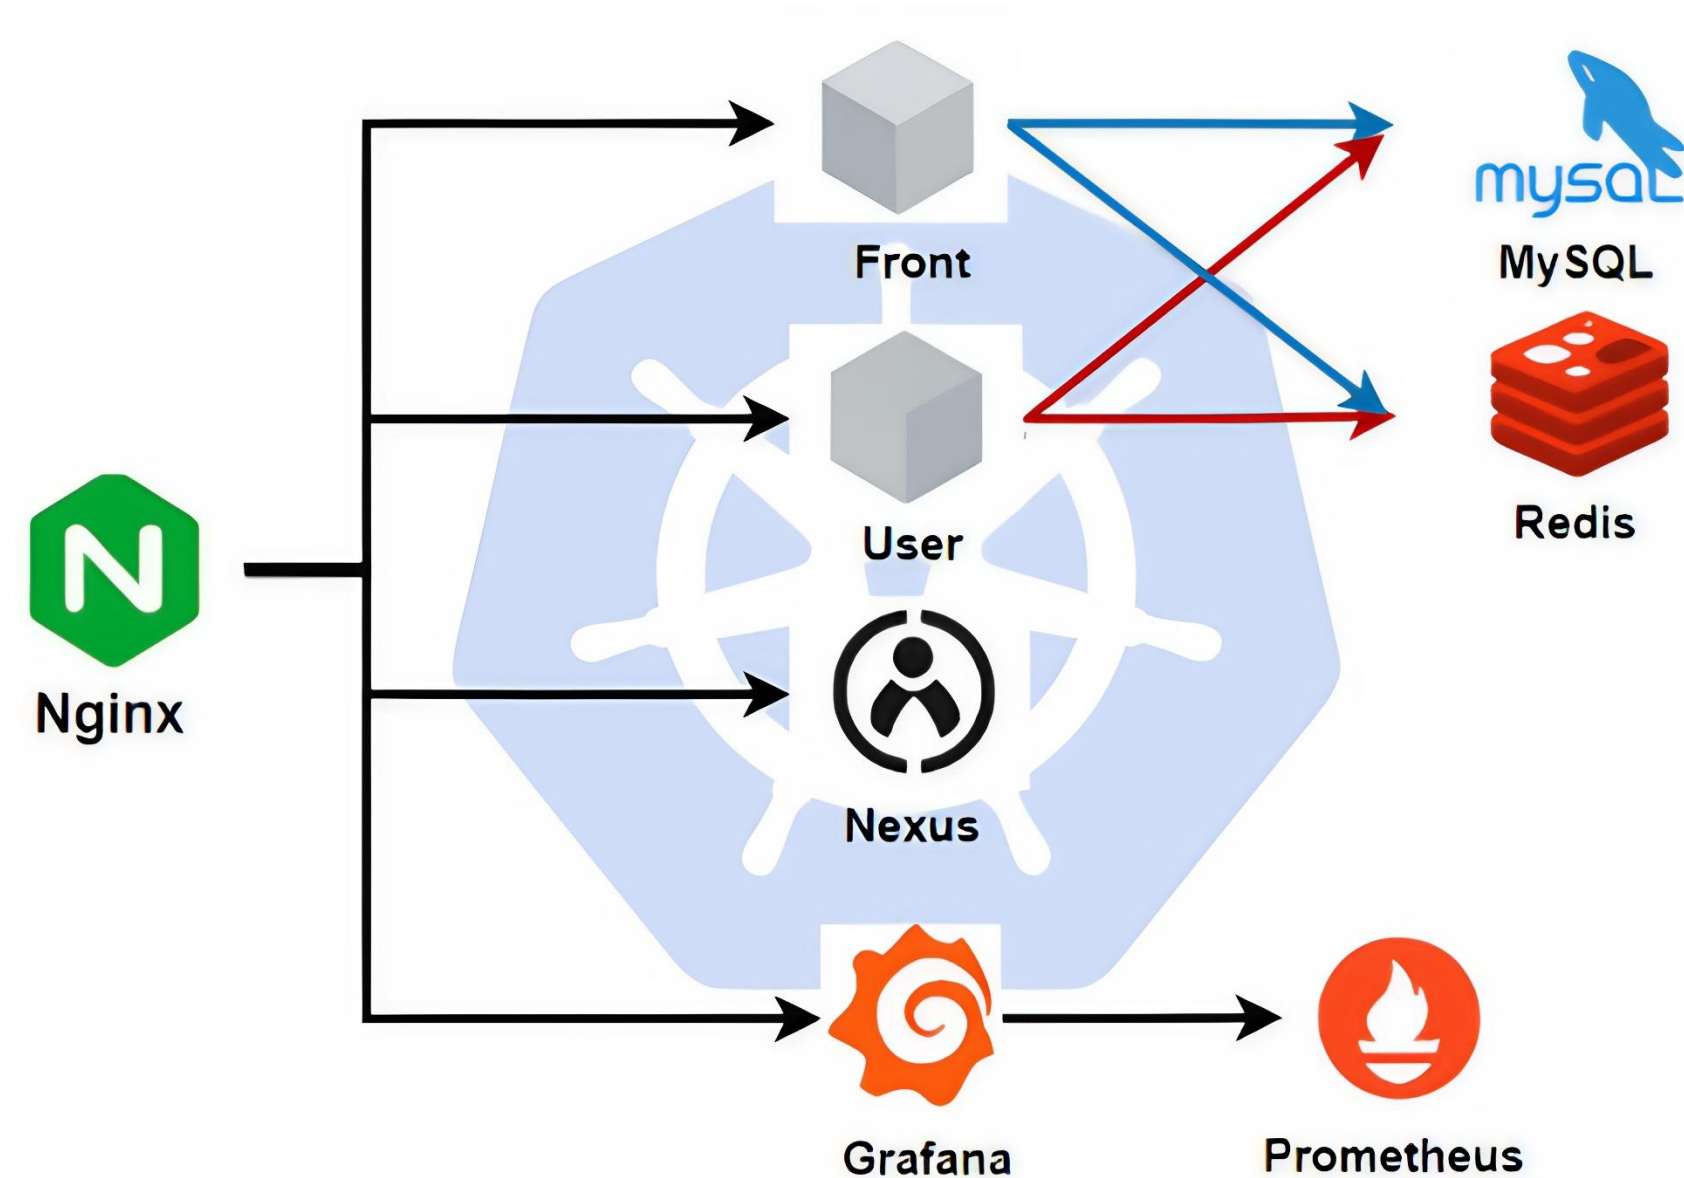 mysql
Front
MySQL
User
Redis
N
Nginx
Nexus
Grafana
Prometheus